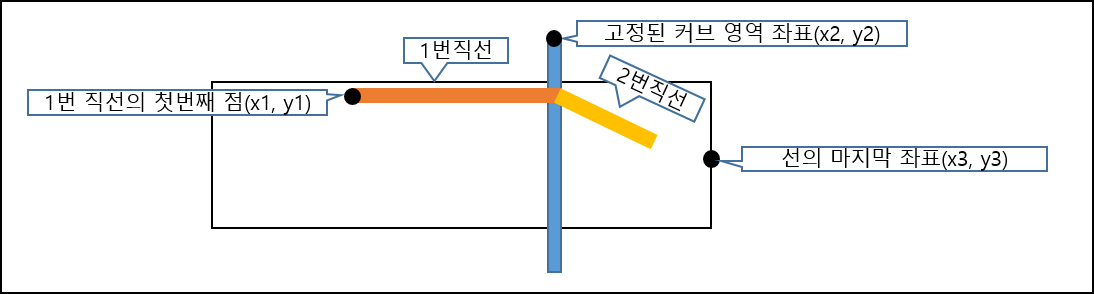 고정된 커브 영역 좌표(x2, y2)
1번직선
2번직선
1번 직선의 첫번째 점(x1, y1)
선의 마지막 좌표(x3, y3)